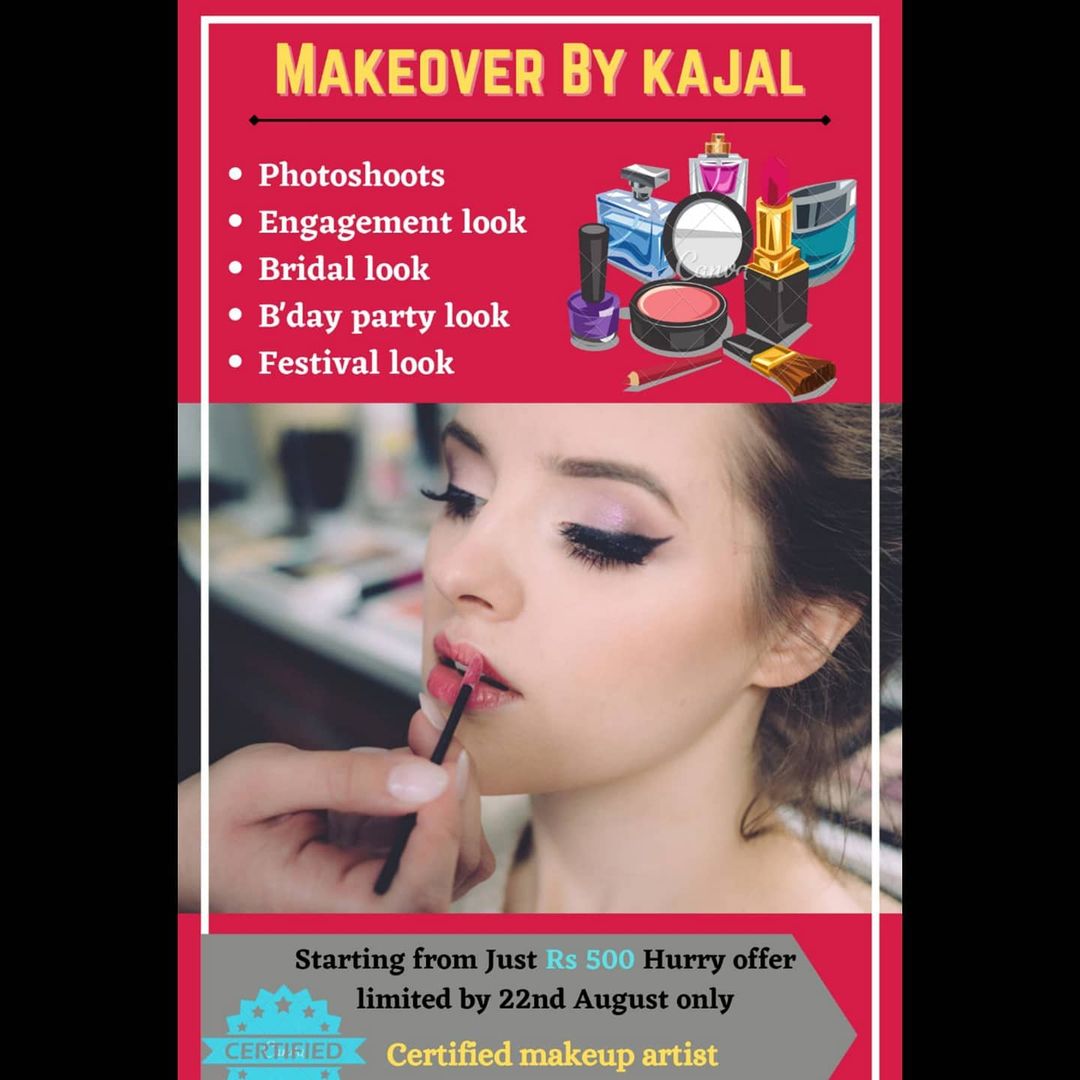 MAKEOVER BY KAJAL
• Photoshoots
• Engagement look
• Bridal look
• B'day party look
• Festival look
Canva
Starting from Just Rs 500 Hurry offer
limited by 22nd August only
CERTIFIED
Certified makeup artist